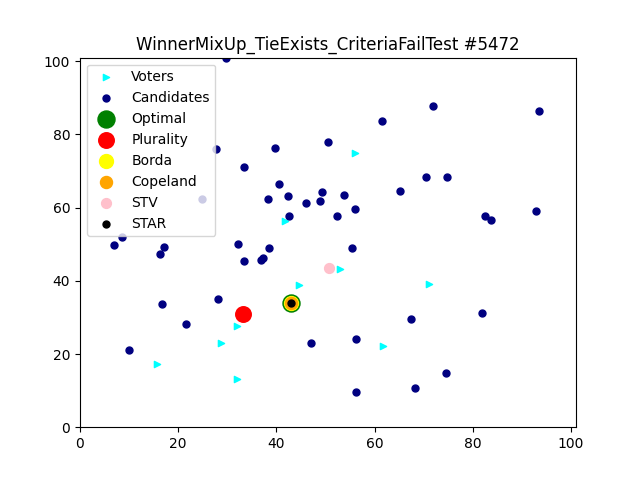 WinnerMixUp_TieExists_CriteriaFailTest #5472
100
80
60
40
20
0
Voters
Candidates
Optimal
Plurality
Borda
Copeland
STV
STAR
0 20 40 60 80 100